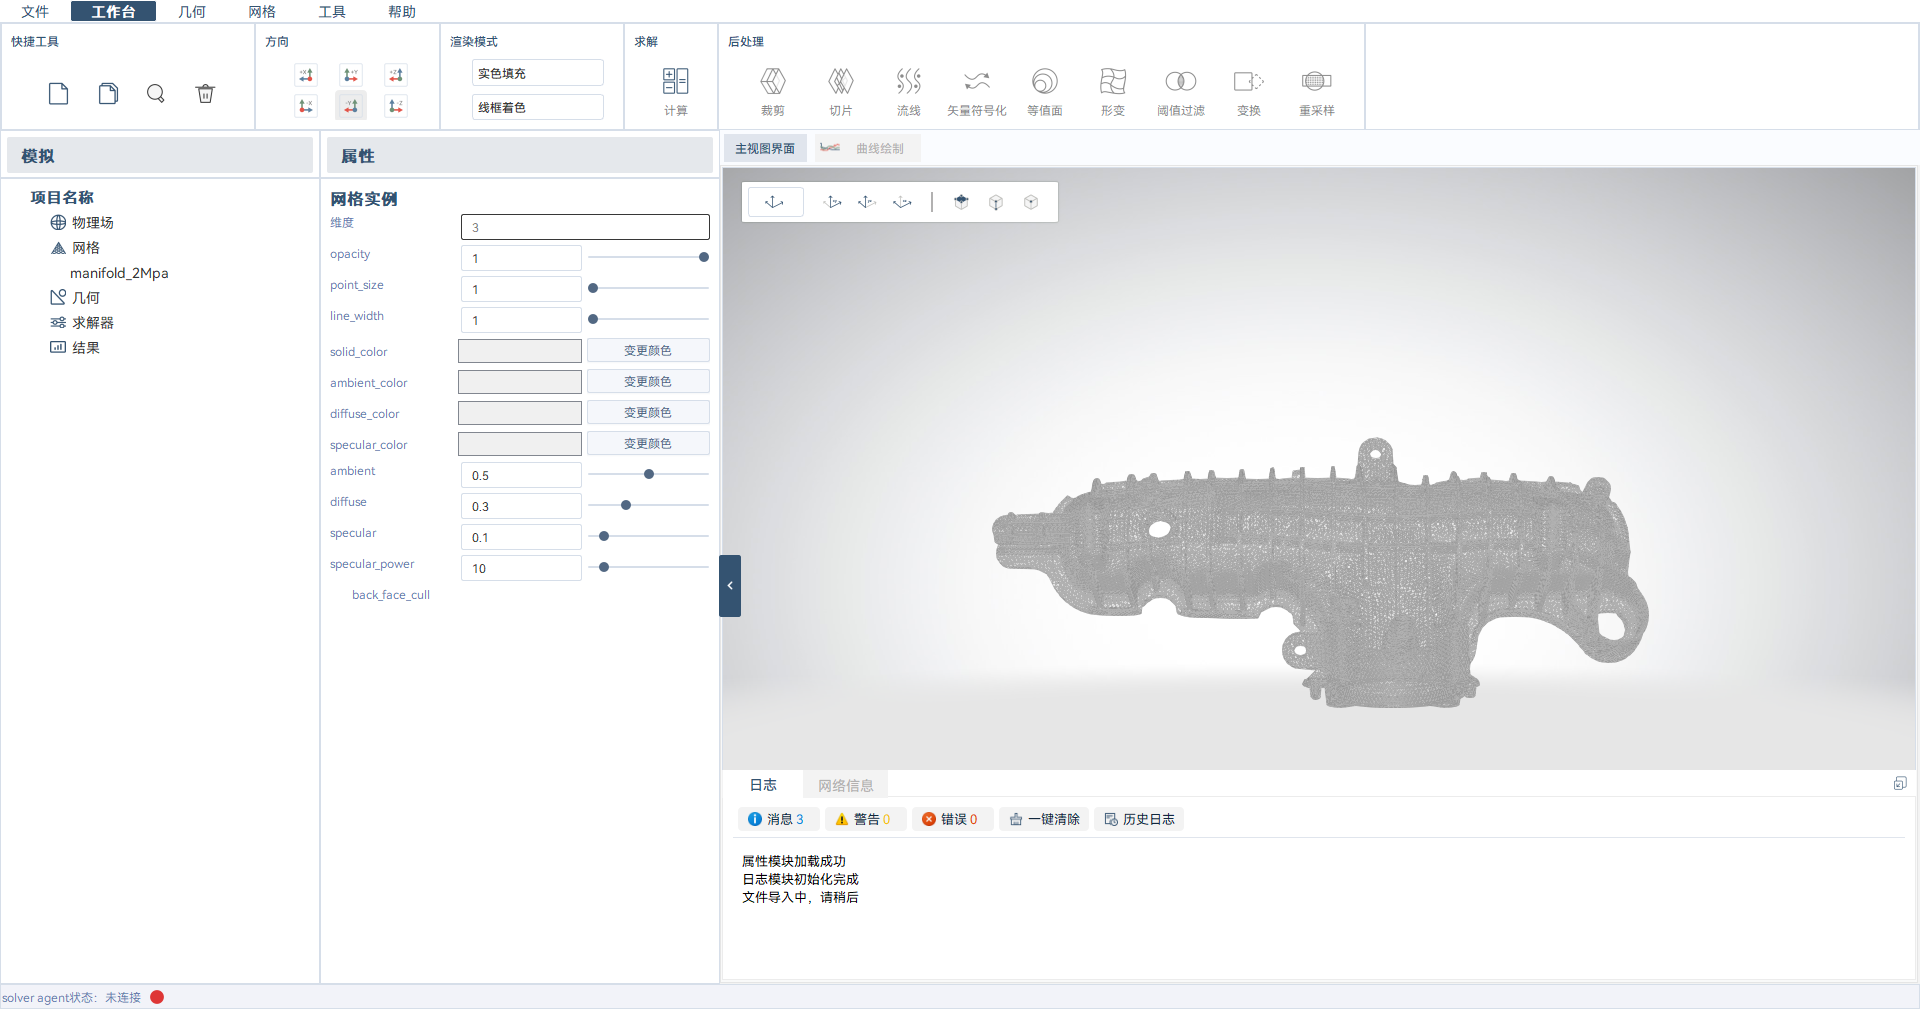 文件 工作台 几何 网格 工具 帮助
快捷工具 方向 渲染模式 求解 后处理
实色填充
线框着色
计算 裁剪 切片 流线 矢量符号化 等值面 形变 阈值过滤 变换 重采样
模拟
项目名称
物理场
网格
manifold_2Mpa
几何
求解器
结果
属性
网格实例
维度 3
opacity 1
point_size 1
line_width 1
solid_color 变更颜色
ambient_color 变更颜色
diffuse_color 变更颜色
specular_color 变更颜色
ambient 0.5
diffuse 0.3
specular 0.1
specular_power 10
back_face_cull
主视图界面 曲线绘制
日志 网络信息
消息 3 警告 0 错误 0 一键清除 历史日志
属性模块加载成功
日志模块初始化完成
文件导入中，请稍后
solver agent状态：未连接